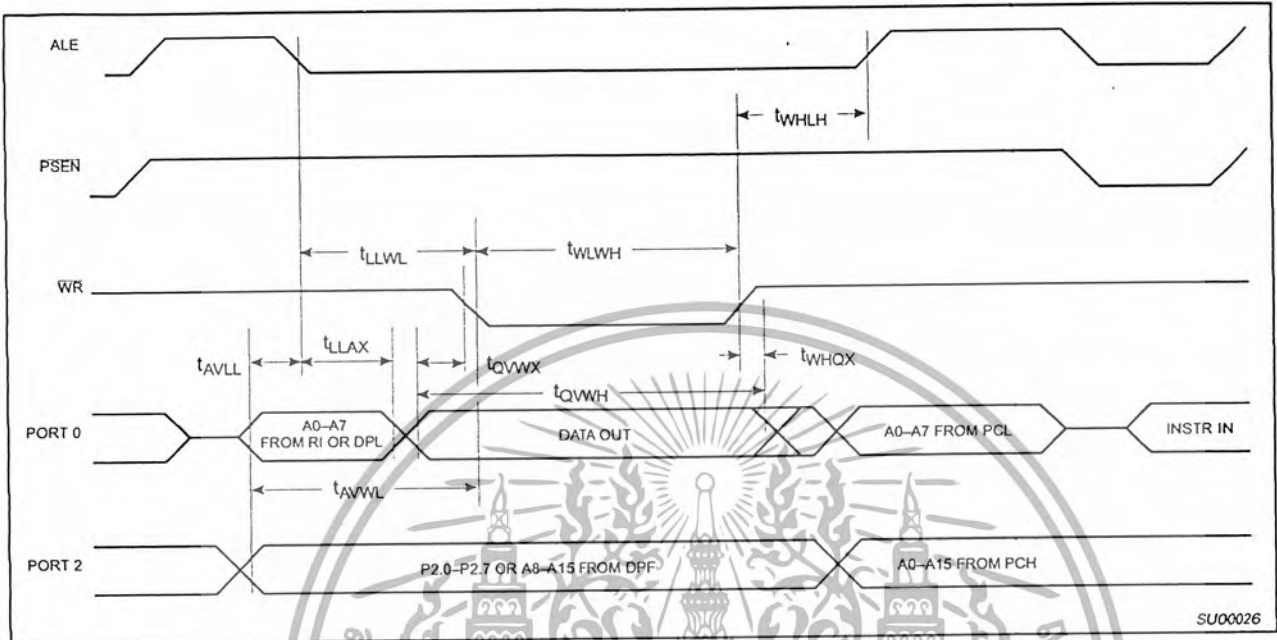 ALE
tWHLH
PSEN
tLLWL
tWLWH
WR
tAVLL
tLLAX
tQVWX
tWHQX
tQVWH
PORT 0
A0–A7
FROM RI OR DPL
DATA OUT
A0–A7 FROM PCL
INSTR IN
tAVWL
PORT 2
P2.0–P2.7 OR A8–A15 FROM DPF
A0–A15 FROM PCH
SU00026